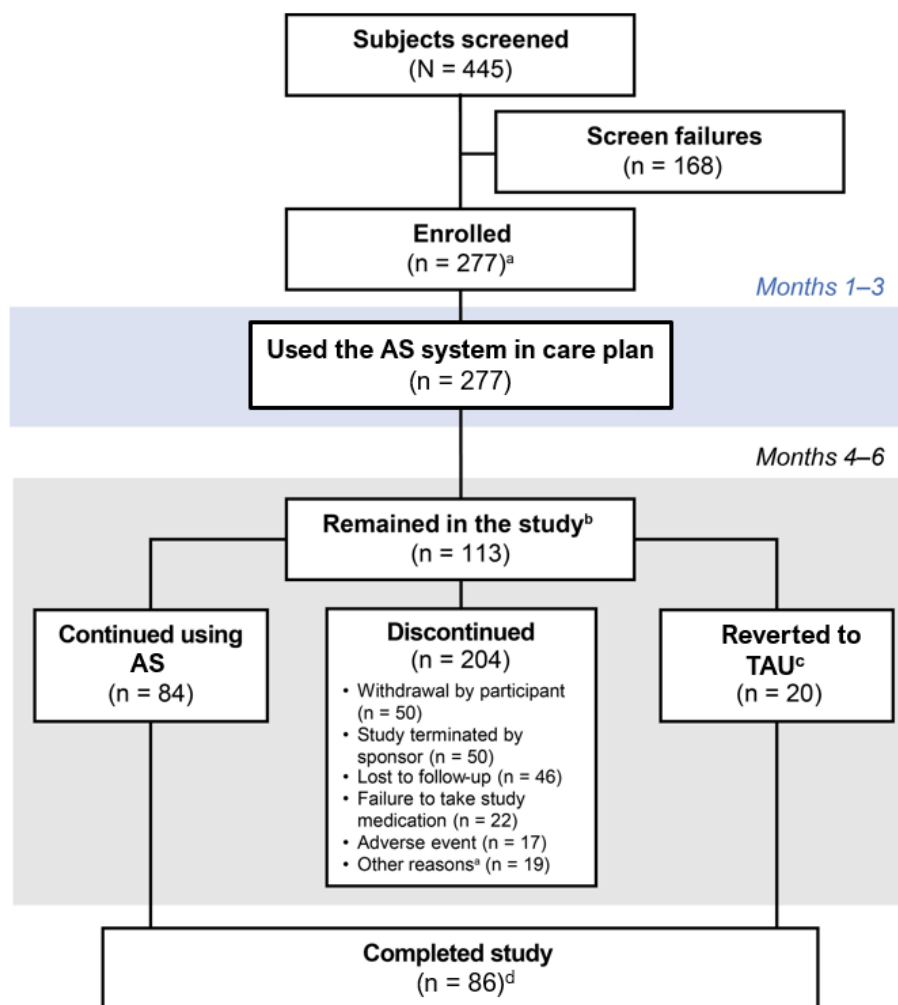 Subjects screened
(N = 445)
Screen failures
(n = 168)
Enrolled
(n = 277)ᵃ
Months 1–3
Used the AS system in care plan
(n = 277)
Months 4–6
Remained in the studyᵇ
(n = 113)
Continued using
AS
(n = 84)
Discontinued
(n = 204)
• Withdrawal by participant
(n = 50)
• Study terminated by
sponsor (n = 50)
• Lost to follow-up (n = 46)
• Failure to take study
medication (n = 22)
• Adverse event (n = 17)
• Other reasonsᵃ (n = 19)
Reverted to
TAUᶜ
(n = 20)
Completed study
(n = 86)ᵈ